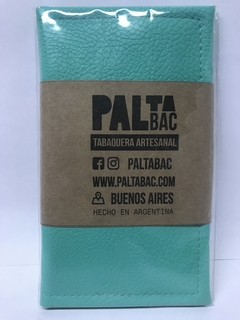 PALTA
BAC
TABAQUERA ARTESANAL
PALTABAC
WWW.PALTABAC.COM
BUENOS AIRES
HECHO EN ARGENTINA